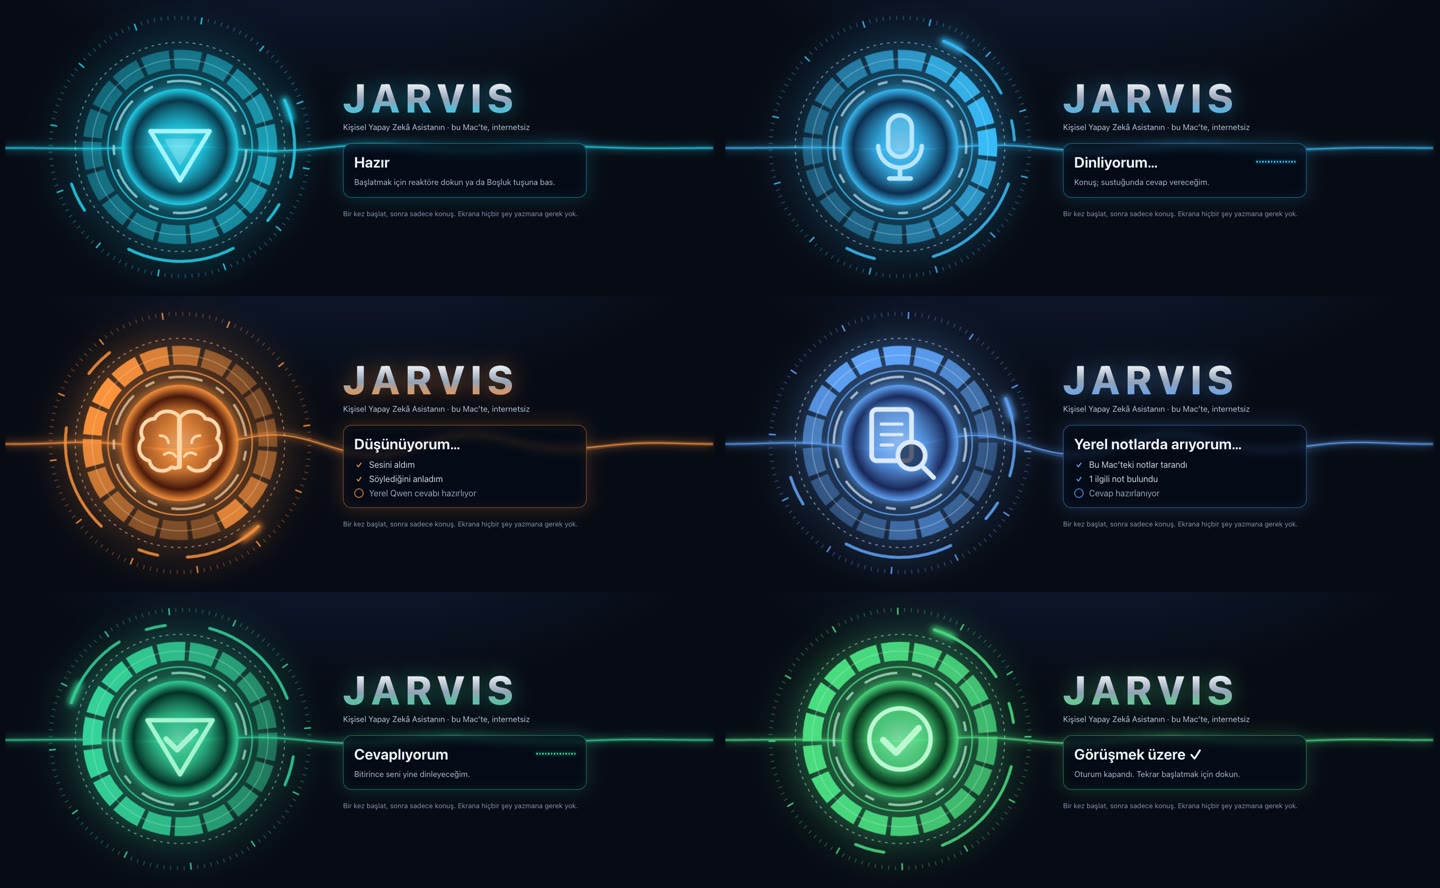 JARVIS
Kişisel Yapay Zekâ Asistanın · bu Mac'te, internetsiz
Hazır
Başlatmak için reaktöre dokun ya da Boşluk tuşuna bas.
Bir kez başlat, sonra sadece konuş. Ekrana hiçbir şey yazmana gerek yok.
JARVIS
Kişisel Yapay Zekâ Asistanın · bu Mac'te, internetsiz
Dinliyorum...
Konuş; sustuğunda cevap vereceğim.
Bir kez başlat, sonra sadece konuş. Ekrana hiçbir şey yazmana gerek yok.
JARVIS
Kişisel Yapay Zekâ Asistanın · bu Mac'te, internetsiz
Düşünüyorum...
Sesini aldım
Söylediğini anladım
Yerel Qwen cevabı hazırlıyor
Bir kez başlat, sonra sadece konuş. Ekrana hiçbir şey yazmana gerek yok.
JARVIS
Kişisel Yapay Zekâ Asistanın · bu Mac'te, internetsiz
Yerel notlarda arıyorum...
Bu Mac'teki notlar tarandı
1 ilgili not bulundu
Cevap hazırlanıyor
Bir kez başlat, sonra sadece konuş. Ekrana hiçbir şey yazmana gerek yok.
JARVIS
Kişisel Yapay Zekâ Asistanın · bu Mac'te, internetsiz
Cevaplıyorum
Bitirince seni yine dinleyeceğim.
Bir kez başlat, sonra sadece konuş. Ekrana hiçbir şey yazmana gerek yok.
JARVIS
Kişisel Yapay Zekâ Asistanın · bu Mac'te, internetsiz
Görüşmek üzere ✓
Oturum kapandı. Tekrar başlatmak için dokun.
Bir kez başlat, sonra sadece konuş. Ekrana hiçbir şey yazmana gerek yok.